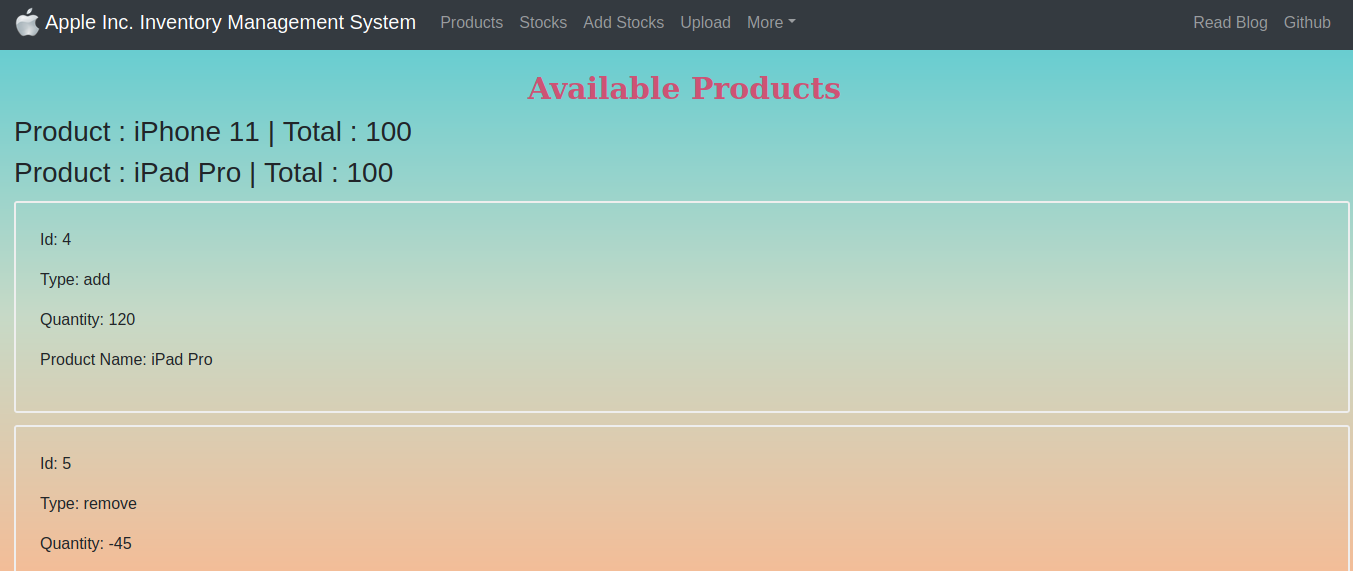 Apple Inc. Inventory Management System Products Stocks Add Stocks Upload More Read Blog Github
Available Products
Product : iPhone 11 | Total : 100
Product : iPad Pro | Total : 100
Id: 4
Type: add
Quantity: 120
Product Name: iPad Pro
Id: 5
Type: remove
Quantity: -45